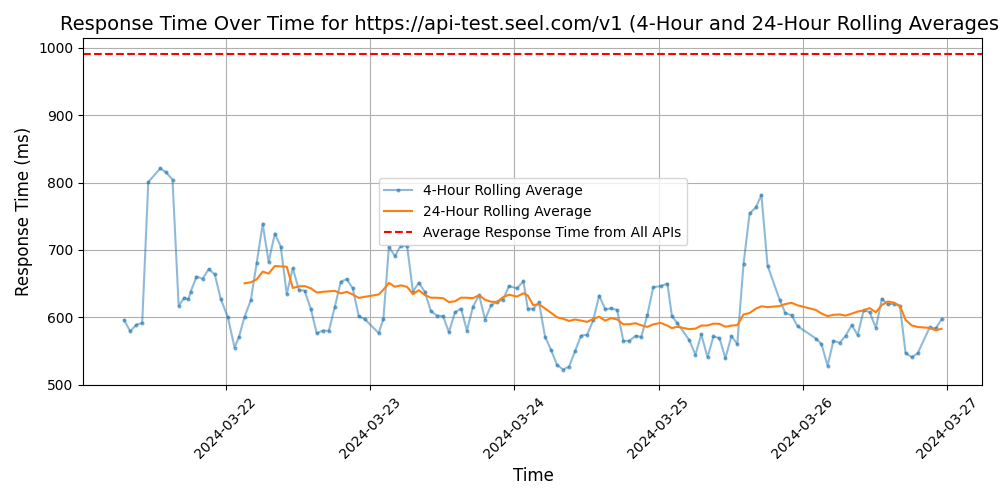 Response Time Over Time for https://api-test.seel.com/v1 (4-Hour and 24-Hour Rolling Averages
Response Time (ms)
1000
900
800
700
600
500
4-Hour Rolling Average
24-Hour Rolling Average
Average Response Time from All APIs
2024-03-22
2024-03-23
2024-03-24
2024-03-25
2024-03-26
2024-03-27
Time